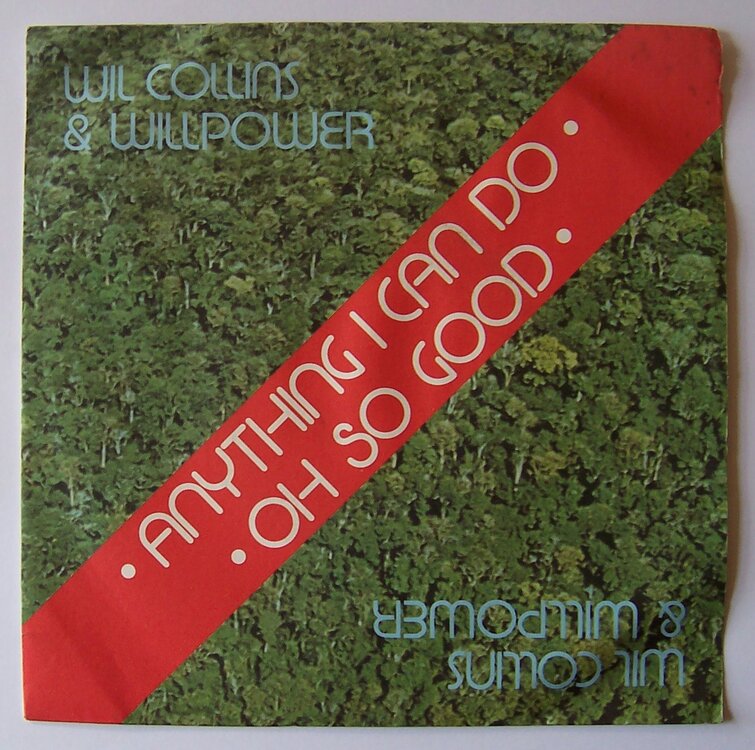 WIL COLLINS
& WILLPOWER
• ANYTHING I CAN DO •
• OH SO GOOD •
WIL COLLINS
& WILLPOWER